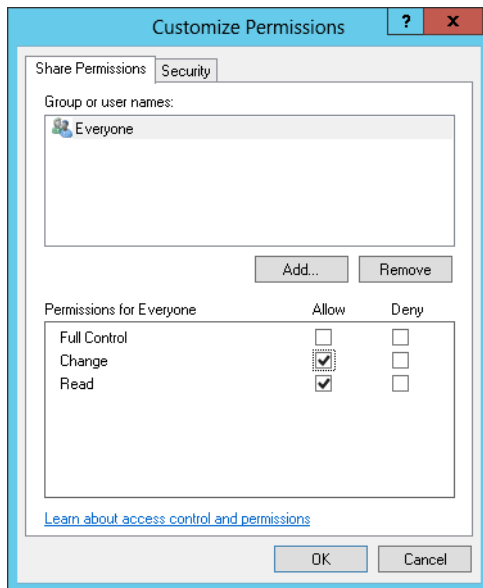 Customize Permissions ? x
Share Permissions Security
Group or user names:
Everyone
Add... Remove
Permissions for Everyone Allow Deny
Full Control
Change
Read
Learn about access control and permissions
OK Cancel